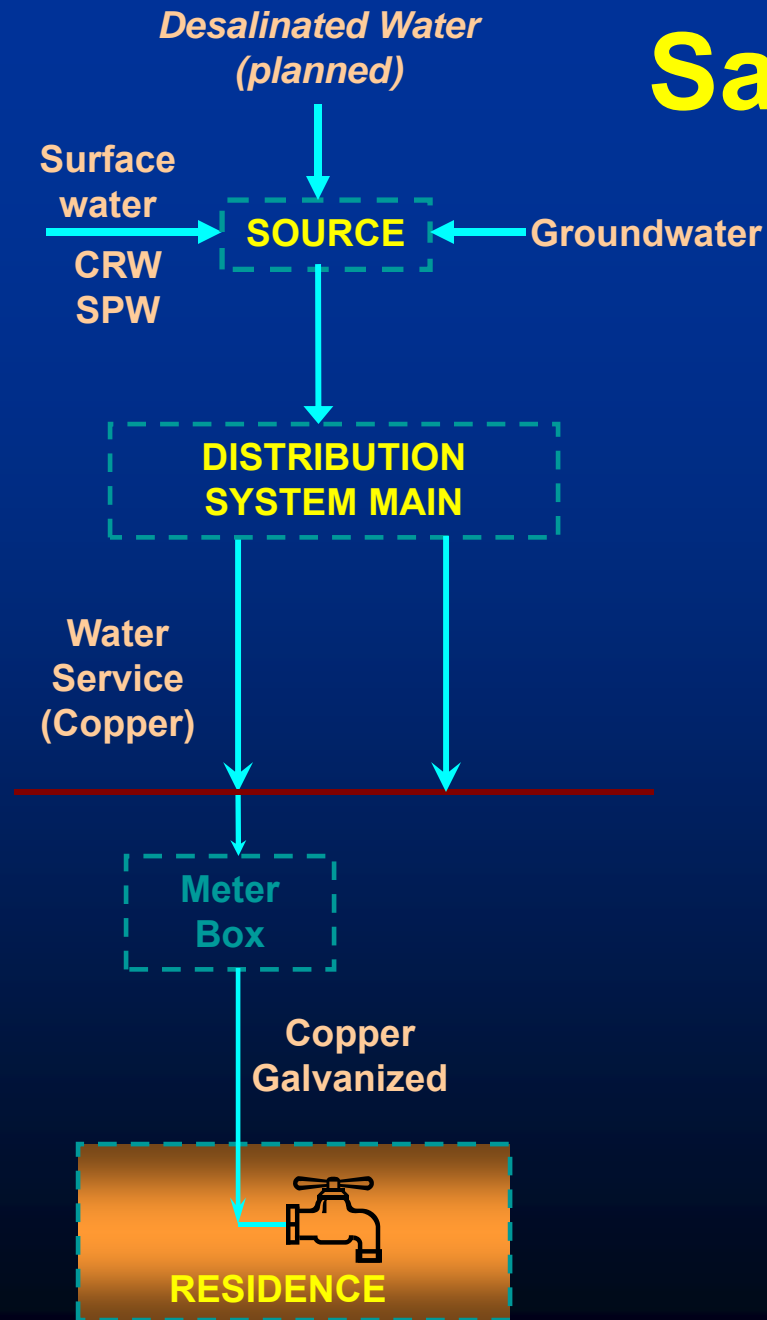 Desalinated Water
(planned)
Sa
Surface
water
CRW
SPW
SOURCE
Groundwater
DISTRIBUTION
SYSTEM MAIN
Water
Service
(Copper)
Meter
Box
Copper
Galvanized
RESIDENCE